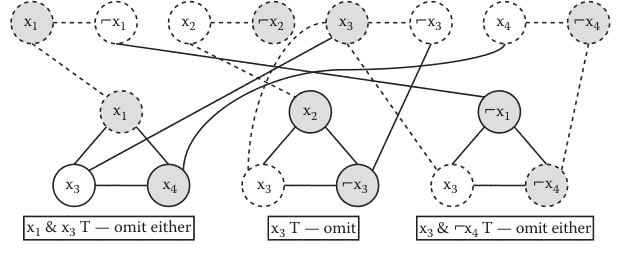 x₁ ⌐x₁ x₂ ⌐x₂ x₃ ⌐x₃ x₄ ⌐x₄
x₁ x₂ ⌐x₁
x₃ x₄ x₃ ⌐x₃ x₃ ⌐x₄
x₁ & x₃ T — omit either x₃ T — omit x₃ & ⌐x₄ T — omit either